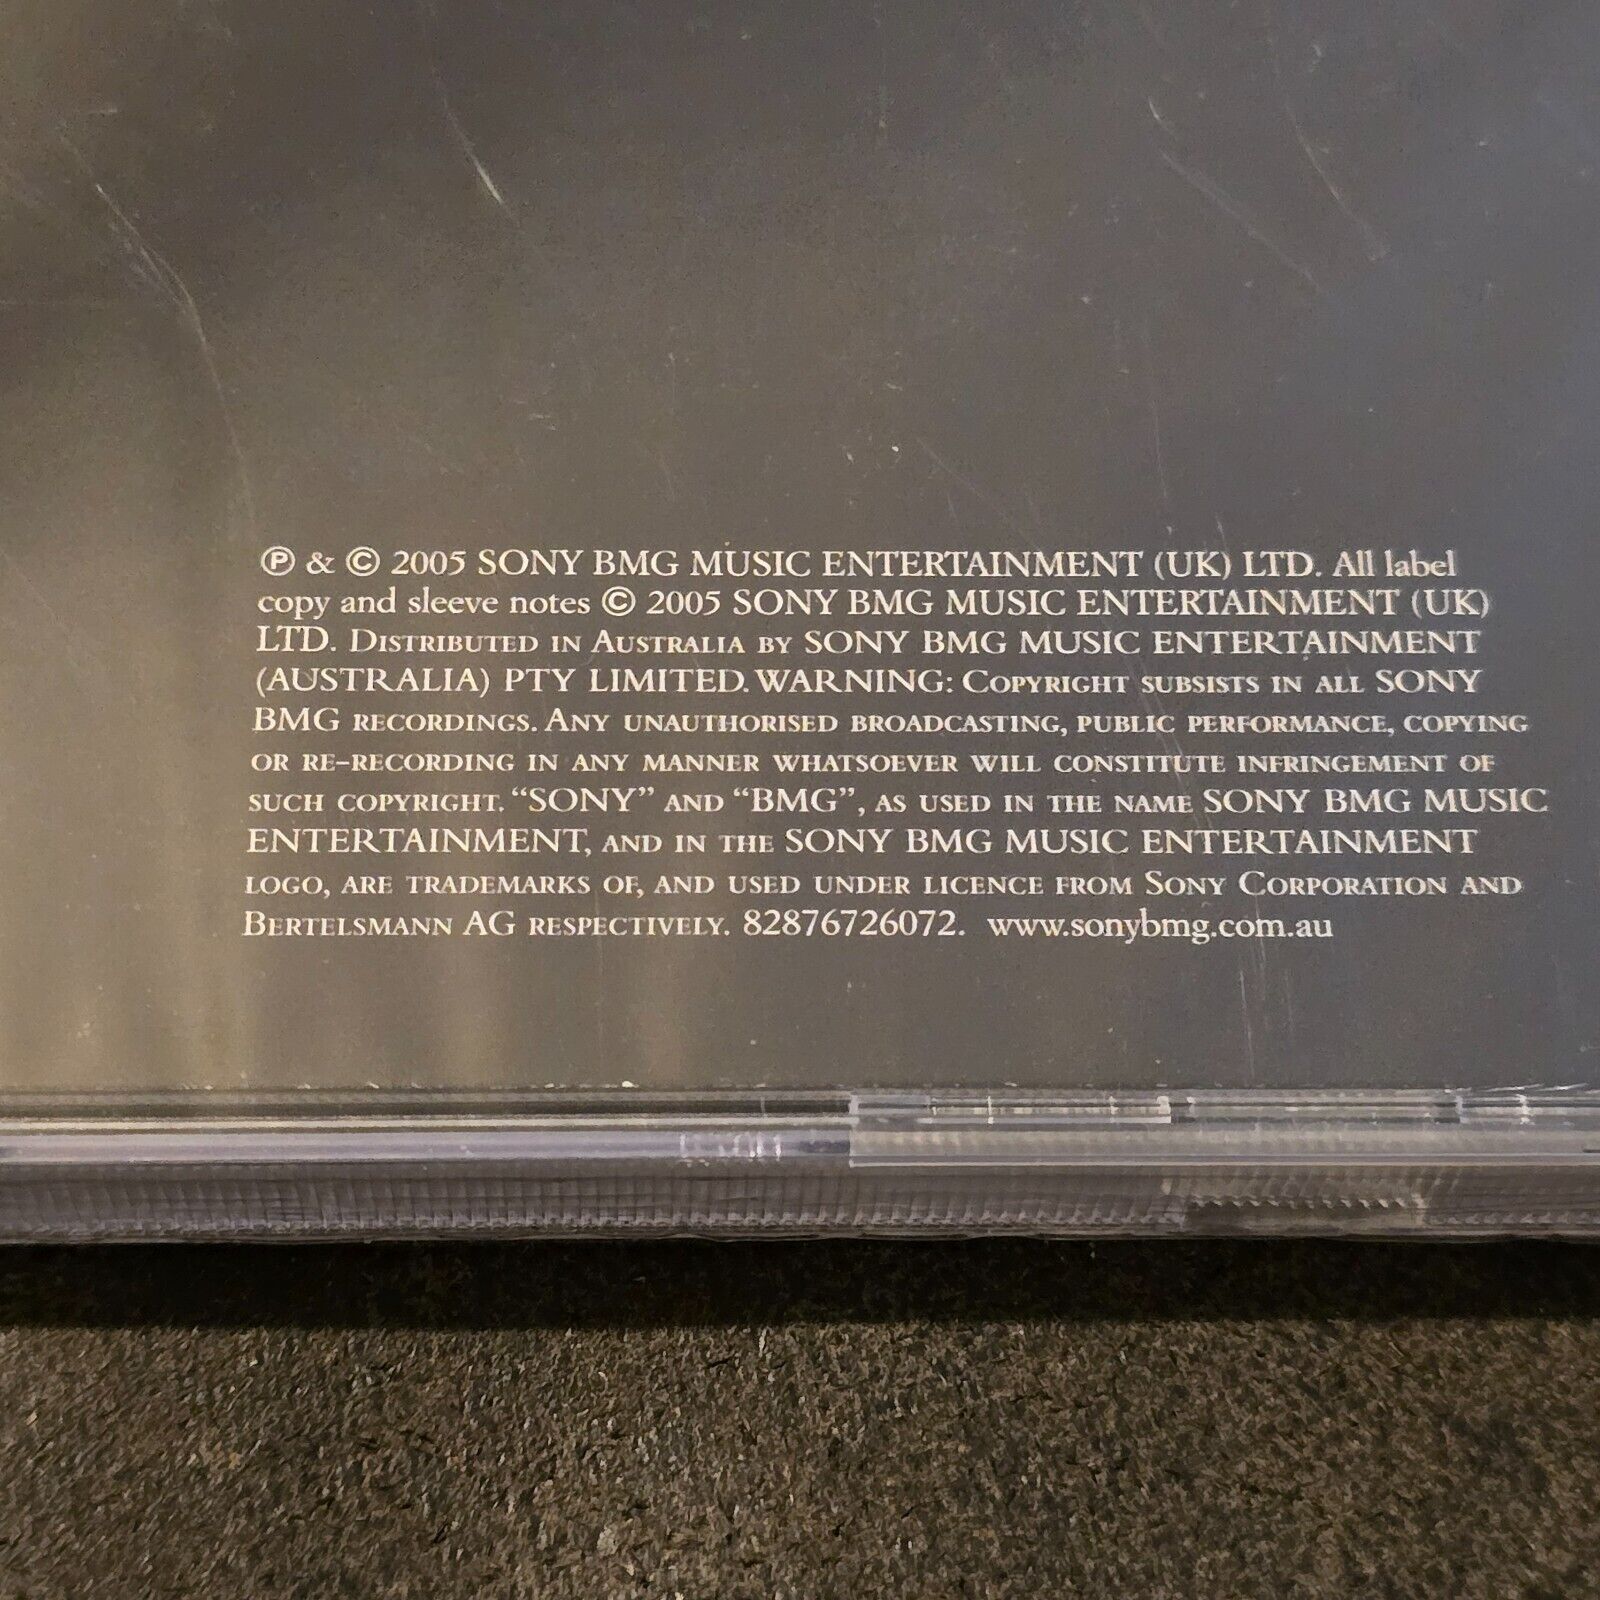 ℗ & © 2005 SONY BMG MUSIC ENTERTAINMENT (UK) LTD. All label
copy and sleeve notes © 2005 SONY BMG MUSIC ENTERTAINMENT (UK)
LTD. Distributed in Australia by SONY BMG MUSIC ENTERTAINMENT
(AUSTRALIA) PTY LIMITED. WARNING: Copyright subsists in all SONY
BMG recordings. Any unauthorised broadcasting, public performance, copying
or re-recording in any manner whatsoever will constitute infringement of
such copyright. “SONY” and “BMG”, as used in the name SONY BMG MUSIC
ENTERTAINMENT, and in the SONY BMG MUSIC ENTERTAINMENT
logo, are trademarks of, and used under licence from Sony Corporation and
Bertelsmann AG respectively. 82876726072. www.sonybmg.com.au